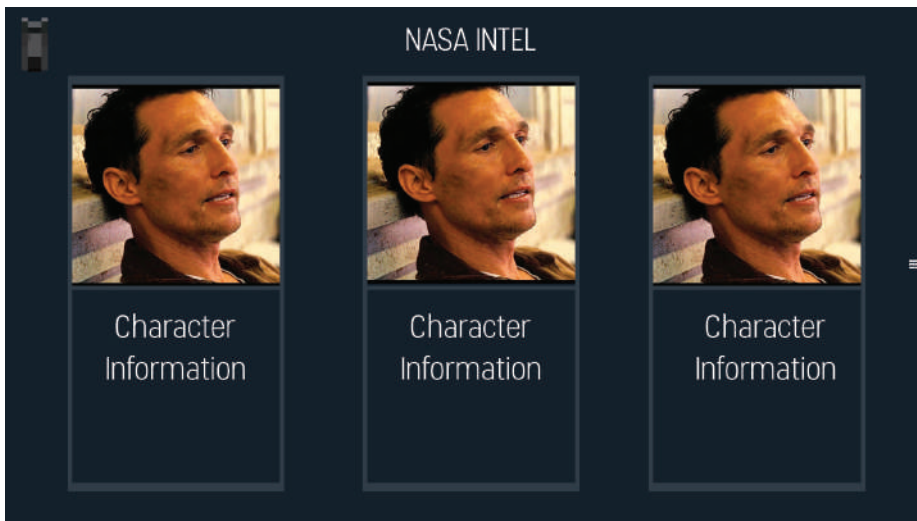 NASA INTEL
Character
Information
Character
Information
Character
Information